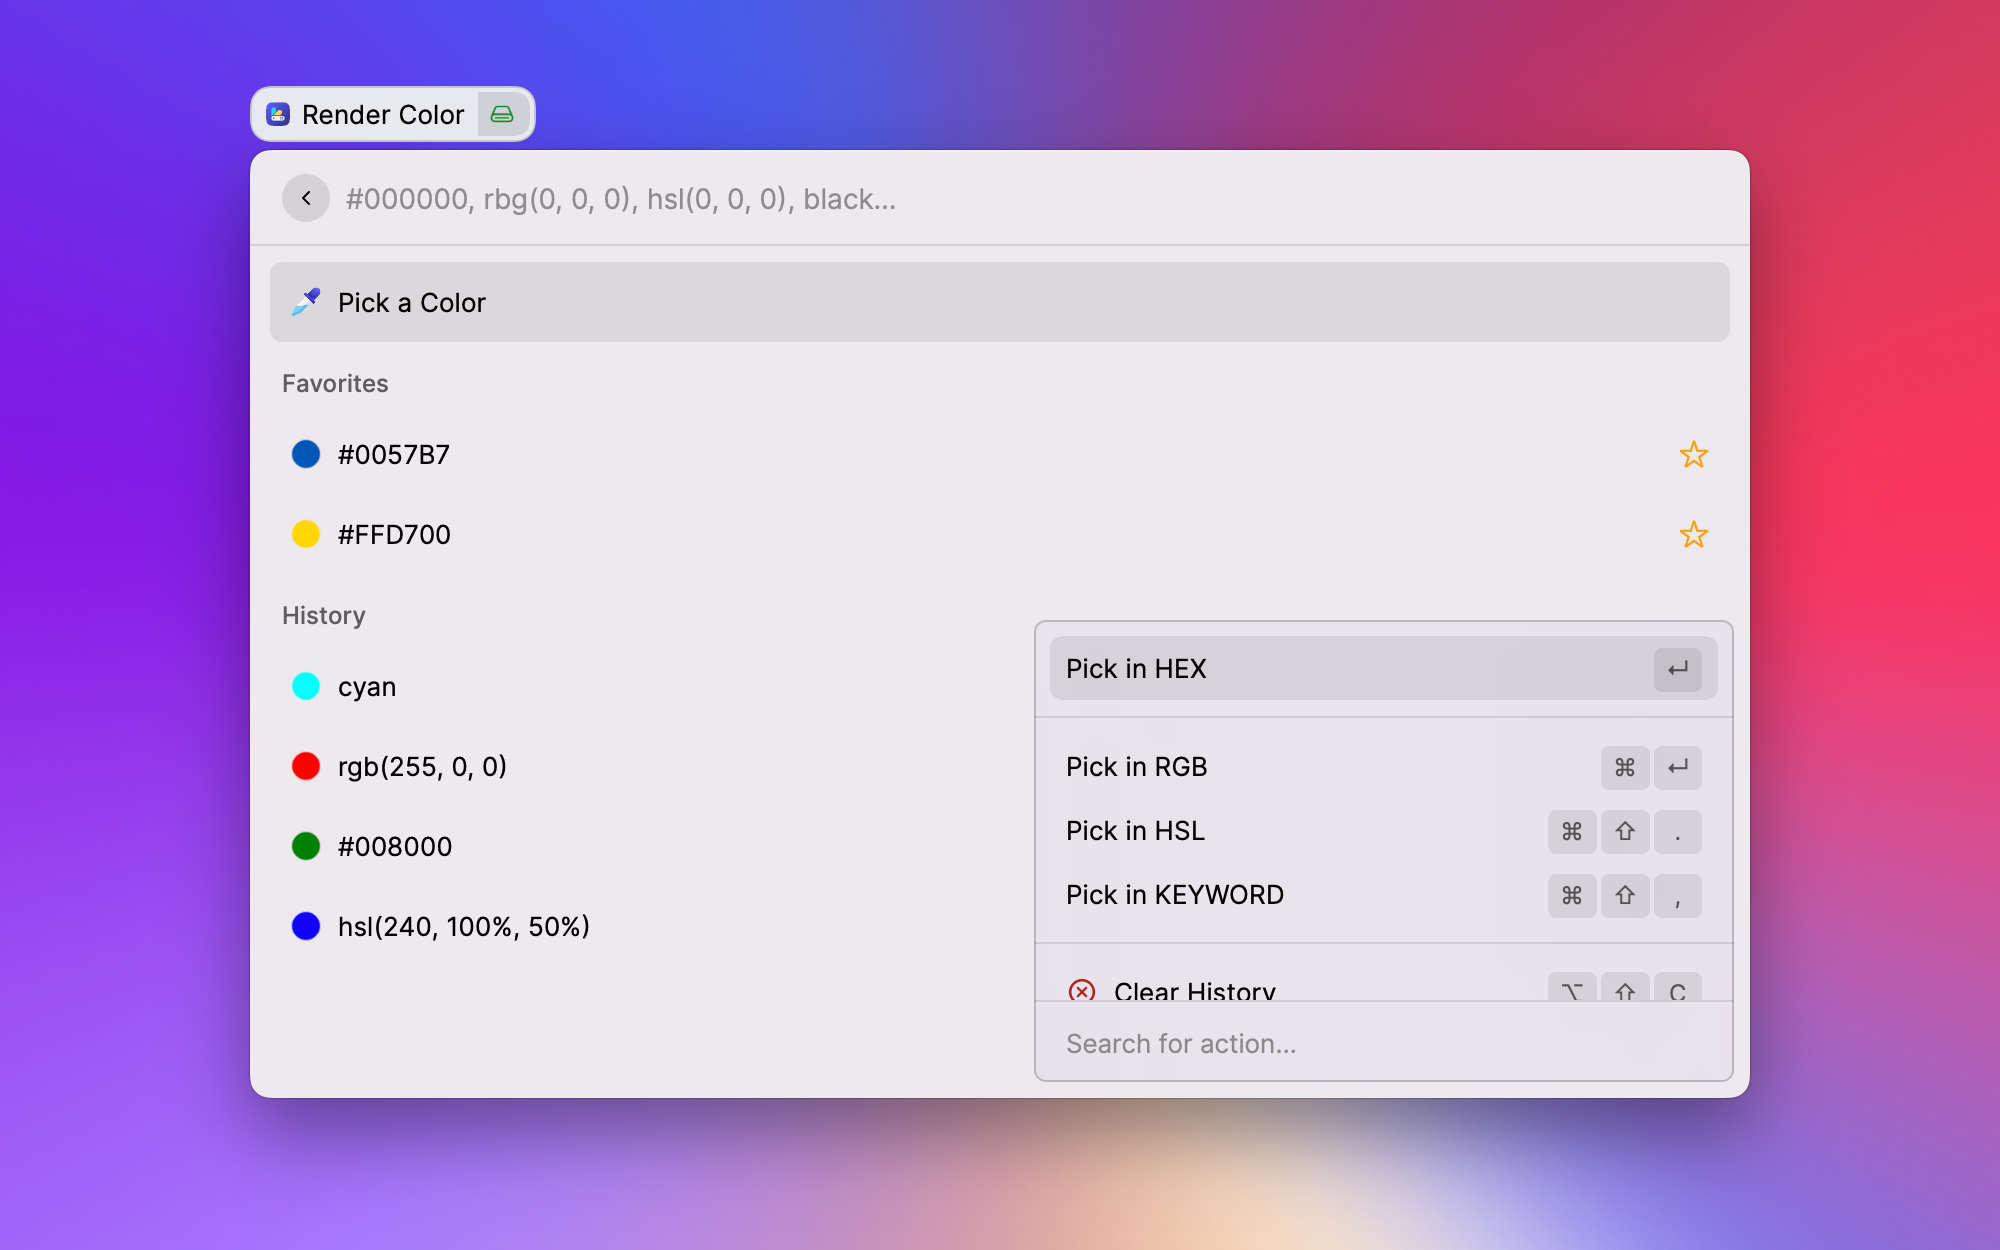 Render Color
#000000, rbg(0, 0, 0), hsl(0, 0, 0), black...
Pick a Color
Favorites
#0057B7
#FFD700
History
cyan
rgb(255, 0, 0)
#008000
hsl(240, 100%, 50%)
Pick in HEX ↵
Pick in RGB ⌘ ↵
Pick in HSL ⌘ ⇧ .
Pick in KEYWORD ⌘ ⇧ ,
Clear History ⌥ ⇧ C
Search for action...